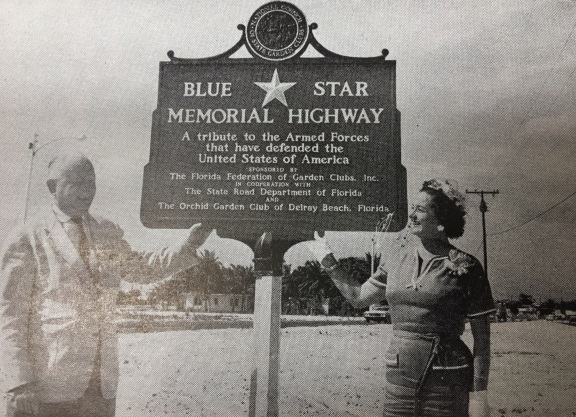 NATIONAL COUNCIL
OF STATE GARDEN CLUBS
BLUE STAR
MEMORIAL HIGHWAY
A tribute to the Armed Forces
that have defended the
United States of America
SPONSORED BY
The Florida Federation of Garden Clubs, Inc.
IN COOPERATION WITH
The State Road Department of Florida
AND
The Orchid Garden Club of Delray Beach, Florida